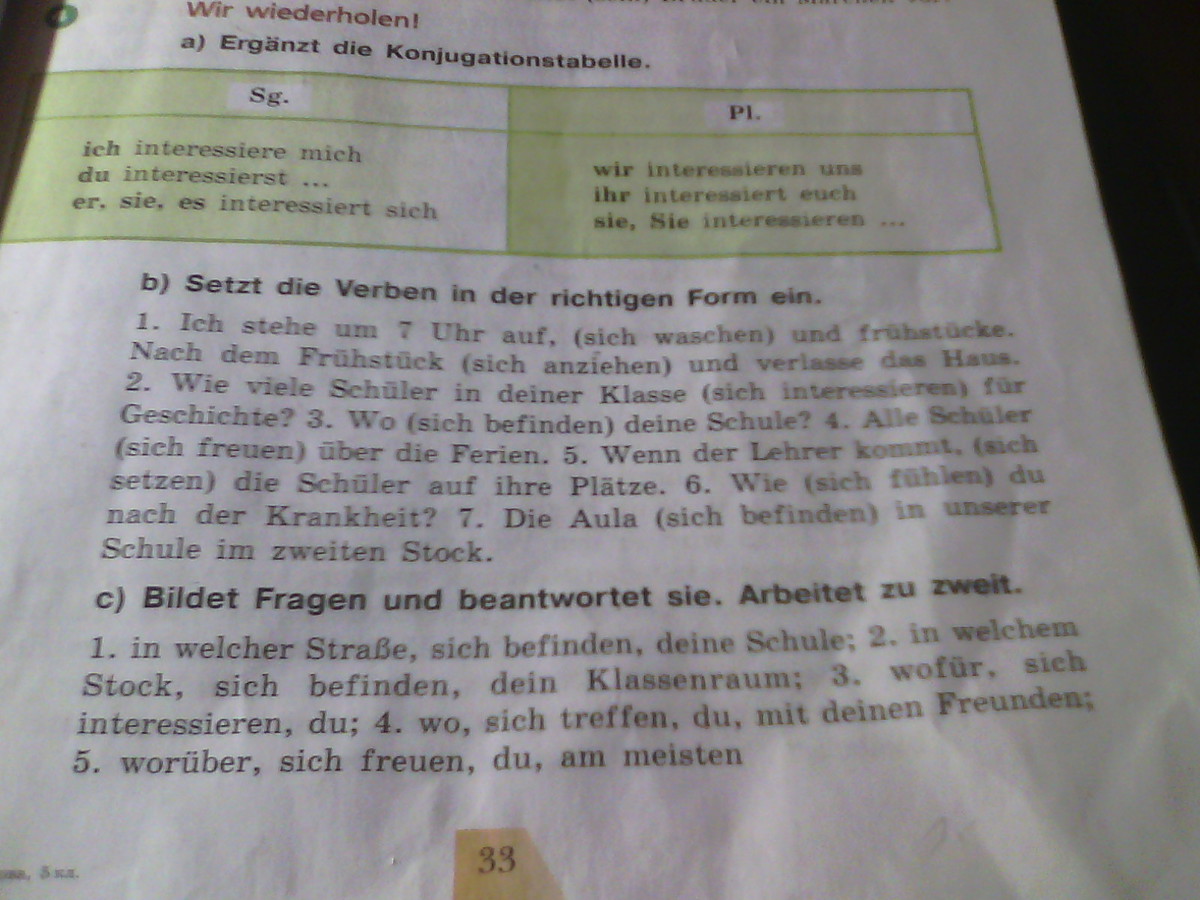 Wir wiederholen!
a) Ergänzt die Konjugationstabelle.
Sg.
ich interessiere mich
du interessierst ...
er, sie, es interessiert sich
Pl.
wir interessieren uns
ihr interessiert euch
sie, Sie interessieren ...
b) Setzt die Verben in der richtigen Form ein.
1. Ich stehe um 7 Uhr auf, (sich waschen) und frühstücke.
Nach dem Frühstück (sich anziehen) und verlasse das Haus.
2. Wie viele Schüler in deiner Klasse (sich interessieren) für
Geschichte? 3. Wo (sich befinden) deine Schule? 4. Alle Schüler
(sich freuen) über die Ferien. 5. Wenn der Lehrer kommt, (sich
setzen) die Schüler auf ihre Plätze. 6. Wie (sich fühlen) du
nach der Krankheit? 7. Die Aula (sich befinden) in unserer
Schule im zweiten Stock.
c) Bildet Fragen und beantwortet sie. Arbeitet zu zweit.
1. in welcher Straße, sich befinden, deine Schule; 2. in welchem
Stock, sich befinden, dein Klassenraum; 3. wofür, sich
interessieren, du; 4. wo, sich treffen, du, mit deinen Freunden;
5. worüber, sich freuen, du, am meisten
33
5 кл.